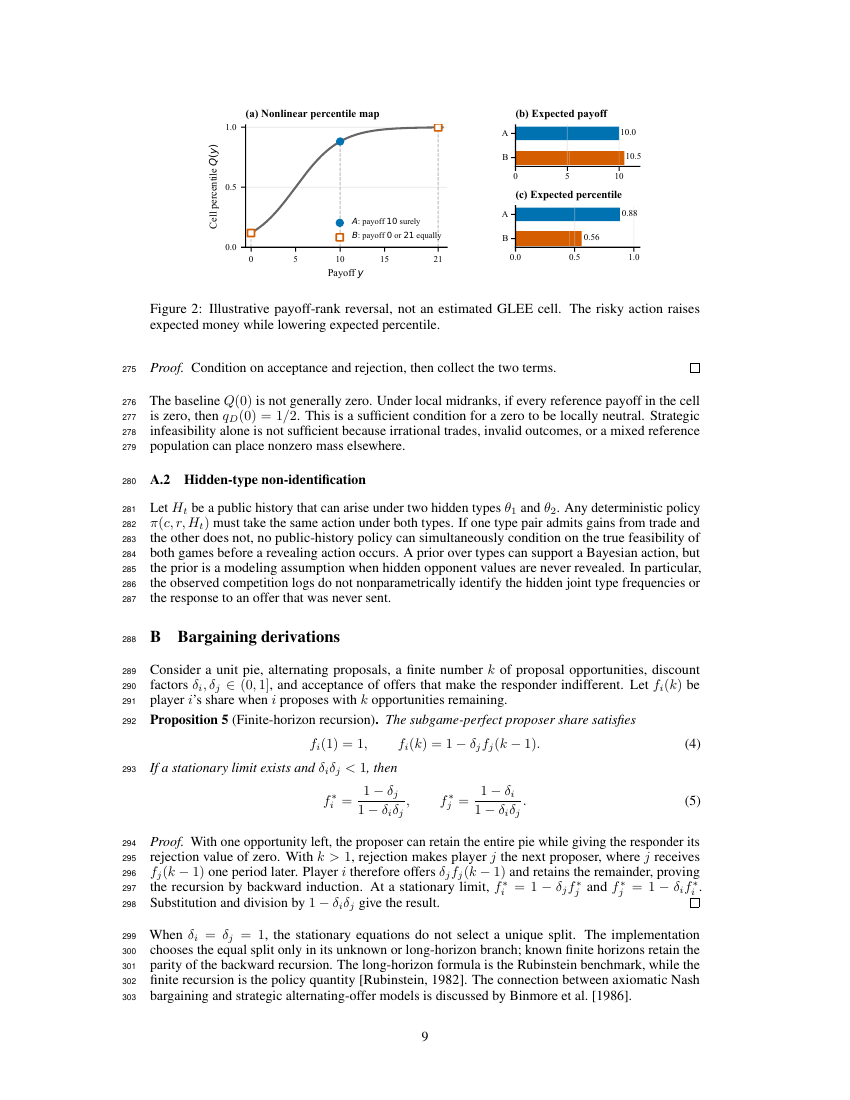 (a) Nonlinear percentile map
Cell percentile Q(y)
1.0
0.5
0.0
A: payoff 10 surely
B: payoff 0 or 21 equally
0 5 10 15 21
Payoff y
(b) Expected payoff
A 10.0
B 10.5
0 5 10
(c) Expected percentile
A 0.88
B 0.56
0.0 0.5 1.0
Figure 2: Illustrative payoff-rank reversal, not an estimated GLEE cell. The risky action raises
expected money while lowering expected percentile.
275 Proof. Condition on acceptance and rejection, then collect the two terms. □
276 The baseline Q(0) is not generally zero. Under local midranks, if every reference payoff in the cell
277 is zero, then q_D(0) = 1/2. This is a sufficient condition for a zero to be locally neutral. Strategic
278 infeasibility alone is not sufficient because irrational trades, invalid outcomes, or a mixed reference
279 population can place nonzero mass elsewhere.
280 A.2 Hidden-type non-identification
281 Let H_t be a public history that can arise under two hidden types θ_1 and θ_2. Any deterministic policy
282 π(c, r, H_t) must take the same action under both types. If one type pair admits gains from trade and
283 the other does not, no public-history policy can simultaneously condition on the true feasibility of
284 both games before a revealing action occurs. A prior over types can support a Bayesian action, but
285 the prior is a modeling assumption when hidden opponent values are never revealed. In particular,
286 the observed competition logs do not nonparametrically identify the hidden joint type frequencies or
287 the response to an offer that was never sent.
288 B Bargaining derivations
289 Consider a unit pie, alternating proposals, a finite number k of proposal opportunities, discount
290 factors δ_i, δ_j ∈ (0, 1], and acceptance of offers that make the responder indifferent. Let f_i(k) be
291 player i's share when i proposes with k opportunities remaining.
292 Proposition 5 (Finite-horizon recursion). The subgame-perfect proposer share satisfies
f_i(1) = 1, f_i(k) = 1 − δ_j f_j(k − 1). (4)
293 If a stationary limit exists and δ_iδ_j < 1, then
f_i^* = (1 − δ_j)/(1 − δ_iδ_j), f_j^* = (1 − δ_i)/(1 − δ_iδ_j). (5)
294 Proof. With one opportunity left, the proposer can retain the entire pie while giving the responder its
295 rejection value of zero. With k > 1, rejection makes player j the next proposer, where j receives
296 f_j(k − 1) one period later. Player i therefore offers δ_j f_j(k − 1) and retains the remainder, proving
297 the recursion by backward induction. At a stationary limit, f_i^* = 1 − δ_j f_j^* and f_j^* = 1 − δ_i f_i^*.
298 Substitution and division by 1 − δ_iδ_j give the result. □
299 When δ_i = δ_j = 1, the stationary equations do not select a unique split. The implementation
300 chooses the equal split only in its unknown or long-horizon branch; known finite horizons retain the
301 parity of the backward recursion. The long-horizon formula is the Rubinstein benchmark, while the
302 finite recursion is the policy quantity [Rubinstein, 1982]. The connection between axiomatic Nash
303 bargaining and strategic alternating-offer models is discussed by Binmore et al. [1986].
9